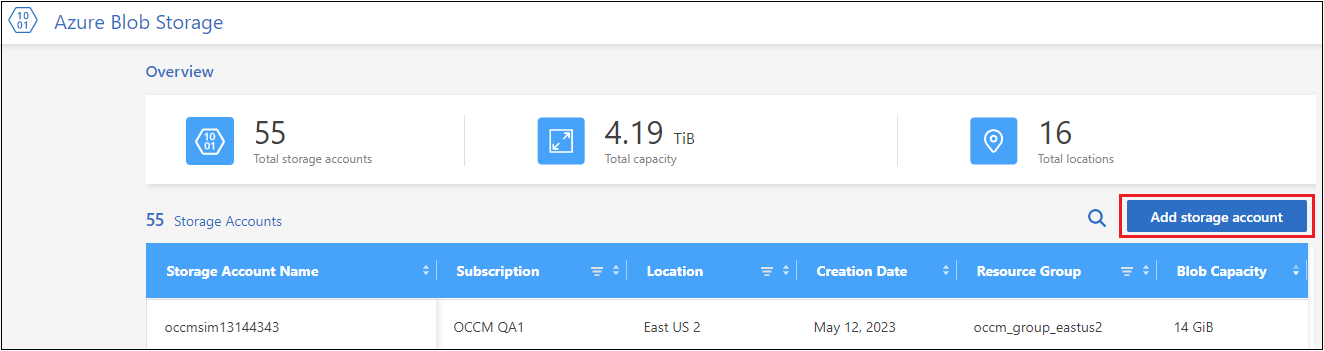 10
01
Azure Blob Storage
Overview
10
01
55
Total storage accounts
4.19 TiB
Total capacity
16
Total locations
55 Storage Accounts
Add storage account
Storage Account Name Subscription Location Creation Date Resource Group Blob Capacity
occmsim13144343 OCCM QA1 East US 2 May 12, 2023 occm_group_eastus2 14 GiB